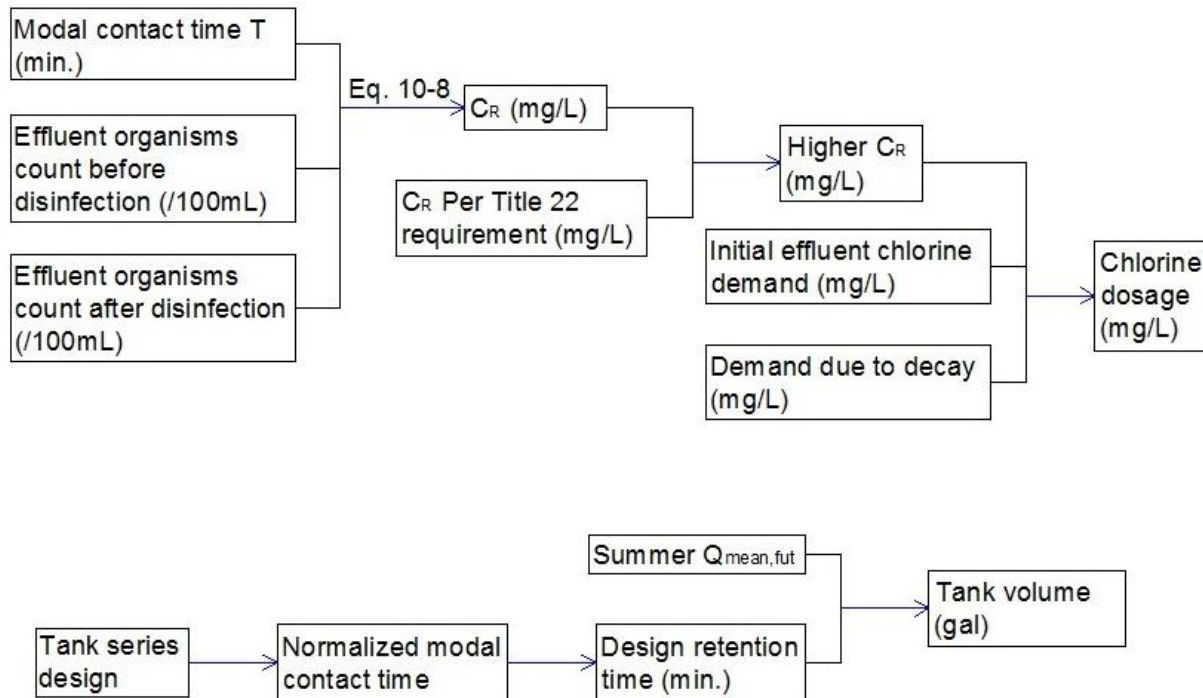 Modal contact time T
(min.)
Effluent organisms
count before
disinfection (/100mL)
Effluent organisms
count after disinfection
(/100mL)
Eq. 10-8
CR (mg/L)
CR Per Title 22
requirement (mg/L)
Higher CR
(mg/L)
Initial effluent chlorine
demand (mg/L)
Demand due to decay
(mg/L)
Chlorine
dosage
(mg/L)
Tank series
design
Normalized modal
contact time
Summer Qmean,fut
Design retention
time (min.)
Tank volume
(gal)